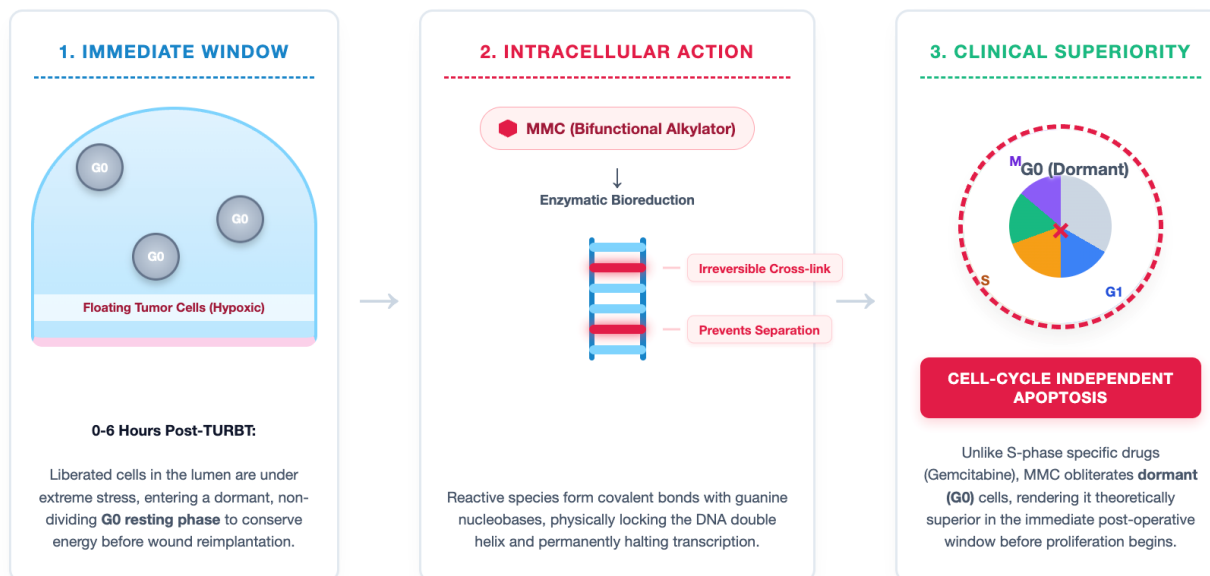 1. IMMEDIATE WINDOW
G0
G0
G0
Floating Tumor Cells (Hypoxic)
0-6 Hours Post-TURBT:
Liberated cells in the lumen are under
extreme stress, entering a dormant, non-
dividing G0 resting phase to conserve
energy before wound reimplantation.
2. INTRACELLULAR ACTION
MMC (Bifunctional Alkylator)
↓
Enzymatic Bioreduction
Irreversible Cross-link
Prevents Separation
Reactive species form covalent bonds with guanine
nucleobases, physically locking the DNA double
helix and permanently halting transcription.
3. CLINICAL SUPERIORITY
M
G0 (Dormant)
S
G1
CELL-CYCLE INDEPENDENT
APOPTOSIS
Unlike S-phase specific drugs
(Gemcitabine), MMC obliterates dormant
(G0) cells, rendering it theoretically
superior in the immediate post-operative
window before proliferation begins.